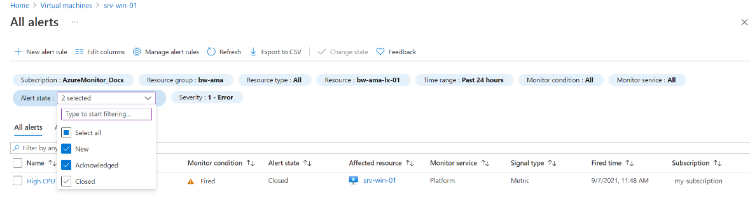 Home > Virtual machines > srv-win-01
All alerts ...
New alert rule Edit columns Manage alert rules Refresh Export to CSV Change state Feedback
Subscription : AzureMonitor_Docs Resource group : bw-ama Resource type : All Resource : bw-ama-lx-01 Time range : Past 24 hours Monitor condition : All Monitor service : All
Alert state : 2 selected Severity : 1 - Error
Type to start filtering...
Select all
New
Acknowledged
Closed
All alerts
Filter by any
Name Monitor condition ↑↓ Alert state ↑↓ Affected resource ↑↓ Monitor service ↑↓ Signal type ↑↓ Fired time ↑↓ Subscription ↑↓
High CPU Fired Closed srv-win-01 Platform Metric 9/7/2021, 11:48 AM my-subscription